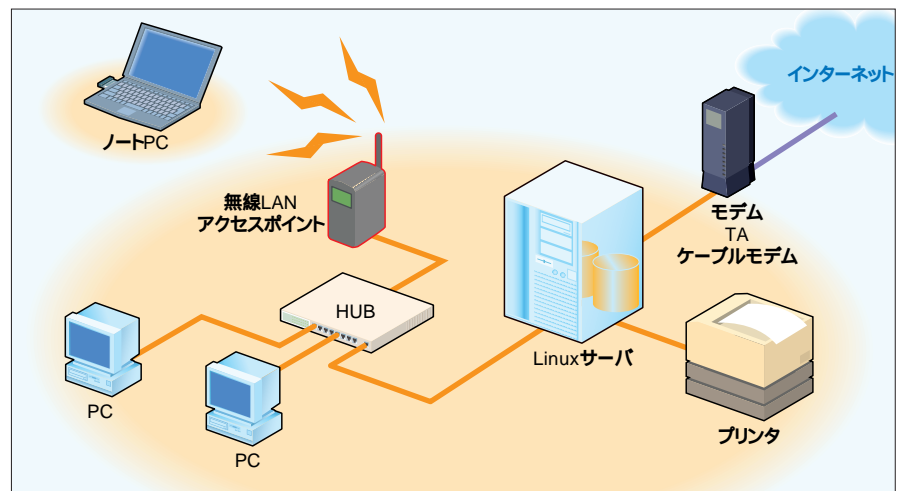 インターネット
ノートPC
無線LAN
アクセスポイント
モデム
TA
ケーブルモデム
HUB
Linuxサーバ
PC
プリンタ
PC